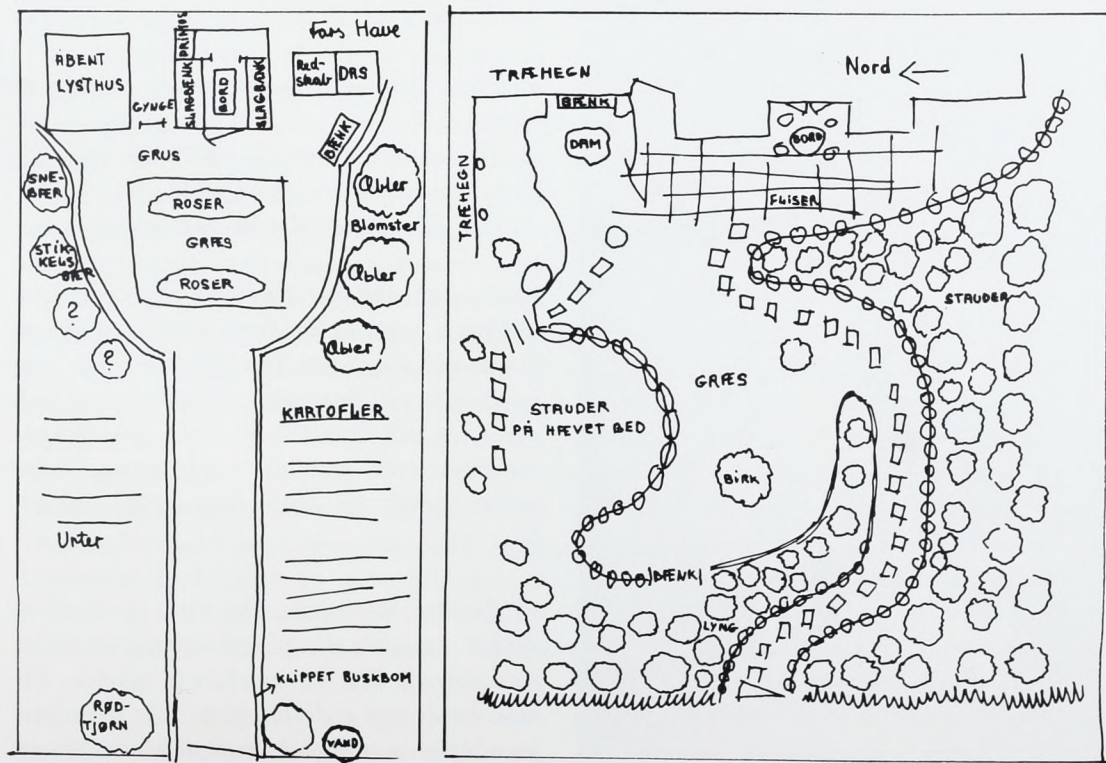 Fars Have
ÅBENT
LYSTHUS
PRIMUS
SLAGBÆNK
BORD
SLAGBÆNK
Red-
skab
DAS
GYNGE
BÆNK
GRUS
SNE-
BÆR
ROSER
GRÆS
ROSER
Æbler
Blomster
Æbler
Æbler
STIK-
KELS
BÆR
?
?
KARTOFLER
Urter
KLIPPET BUSKBOM
RØD-
TJØRN
VAND
TRÆHEGN
BÆNK
DAM
Nord
BORD
FLISER
TRÆHEGN
STAUDER
GRÆS
STAUDER
PÅ HÆVET BED
BIRK
BÆNK
LYNG